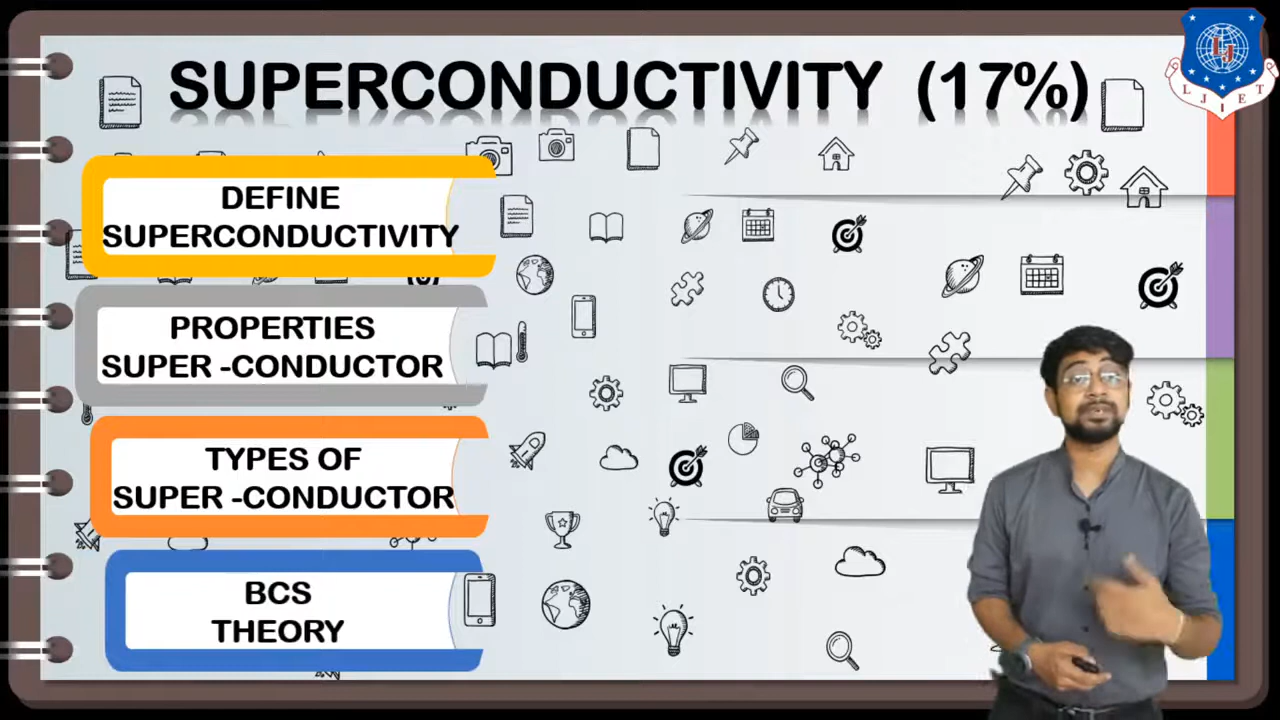 SUPERCONDUCTIVITY (17%)
LJIET
DEFINE
SUPERCONDUCTIVITY
PROPERTIES
SUPER -CONDUCTOR
TYPES OF
SUPER -CONDUCTOR
BCS
THEORY